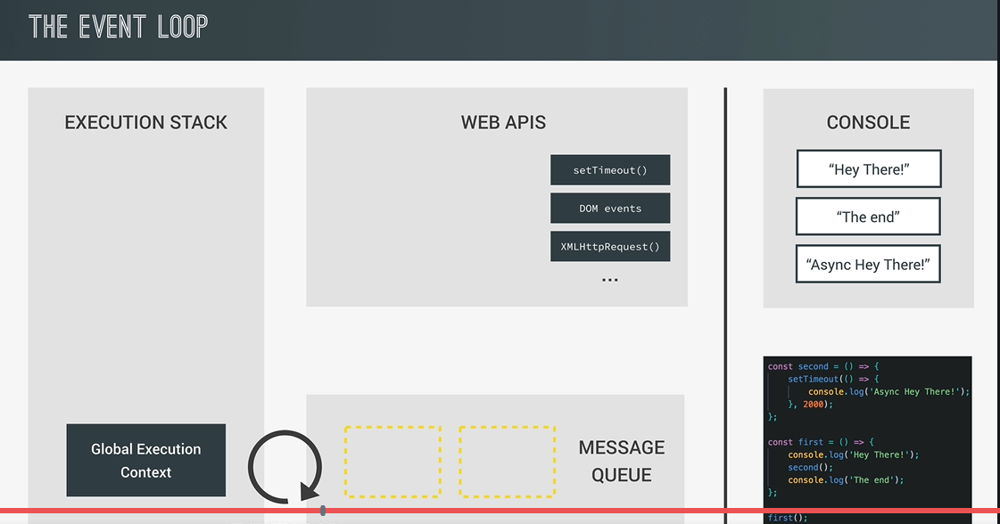 THE EVENT LOOP
EXECUTION STACK
Global Execution
Context
WEB APIS
setTimeout()
DOM events
XMLHttpRequest()
...
MESSAGE
QUEUE
CONSOLE
“Hey There!”
“The end”
“Async Hey There!”
const second = () => {
    setTimeout(() => {
        console.log('Async Hey There!');
    }, 2000);
};
const first = () => {
    console.log('Hey There!');
    second();
    console.log('The end');
};
first();